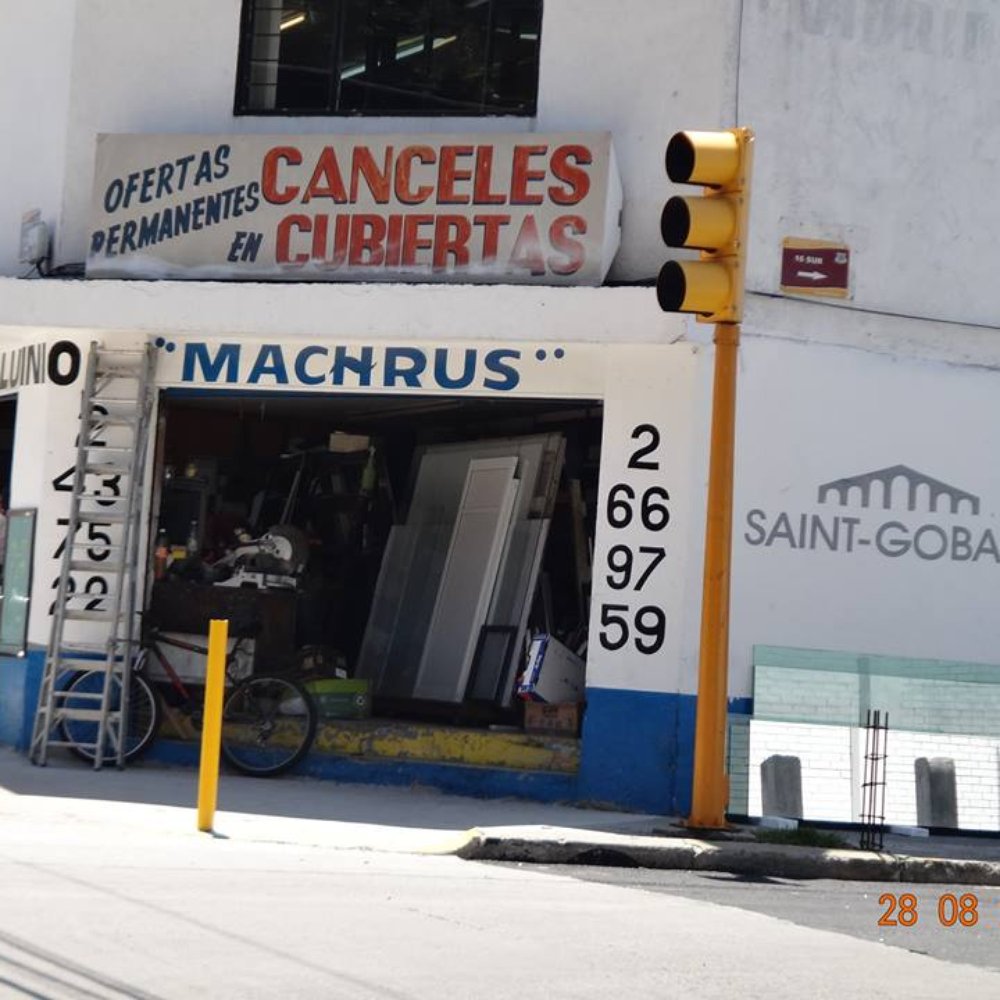 OFERTAS
PERMANENTES
EN
CANCELES
CUBIERTAS
16 SUR
LUINIO
"MACHRUS"
2
43
75
22
2
66
97
59
SAINT-GOBA
28 08